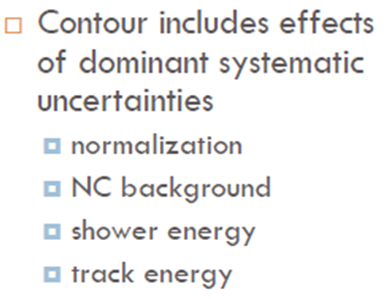 Contour includes effects
of dominant systematic
uncertainties
normalization
NC background
shower energy
track energy